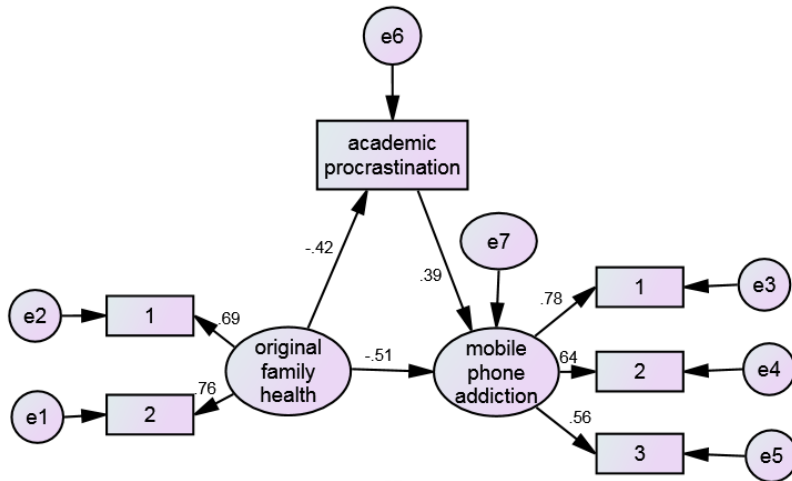 e6
academic
procrastination
-.42
.39
e7
e2
1
.69
original
family
health
-.51
mobile
phone
addiction
.78
1
e3
64
2
e4
e1
2
.76
.56
3
e5